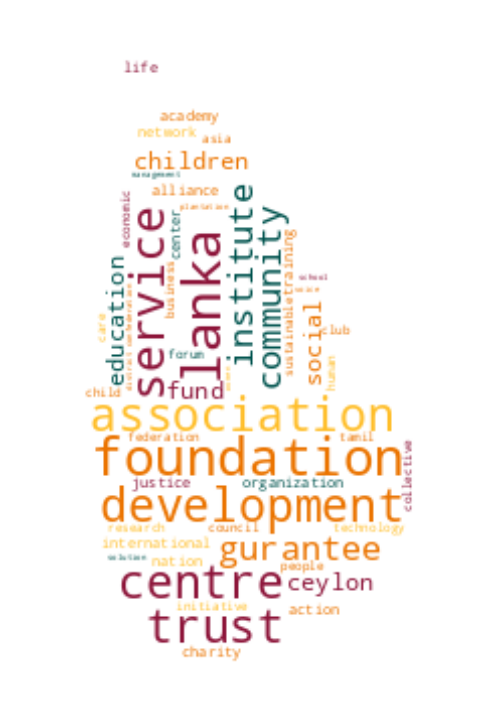 life
academy
network
asia
children
management
alliance
plantation
economic
service
center
lanka
institute
community
education
business
sustainable
training
school
voice
care
district
confederation
social
club
forum
human
child
fund
association
federation
tamil
foundation
collective
justice
organization
development
research
council
technology
international
gurantee
solution
nation
people
centre
ceylon
initiative
action
trust
charity